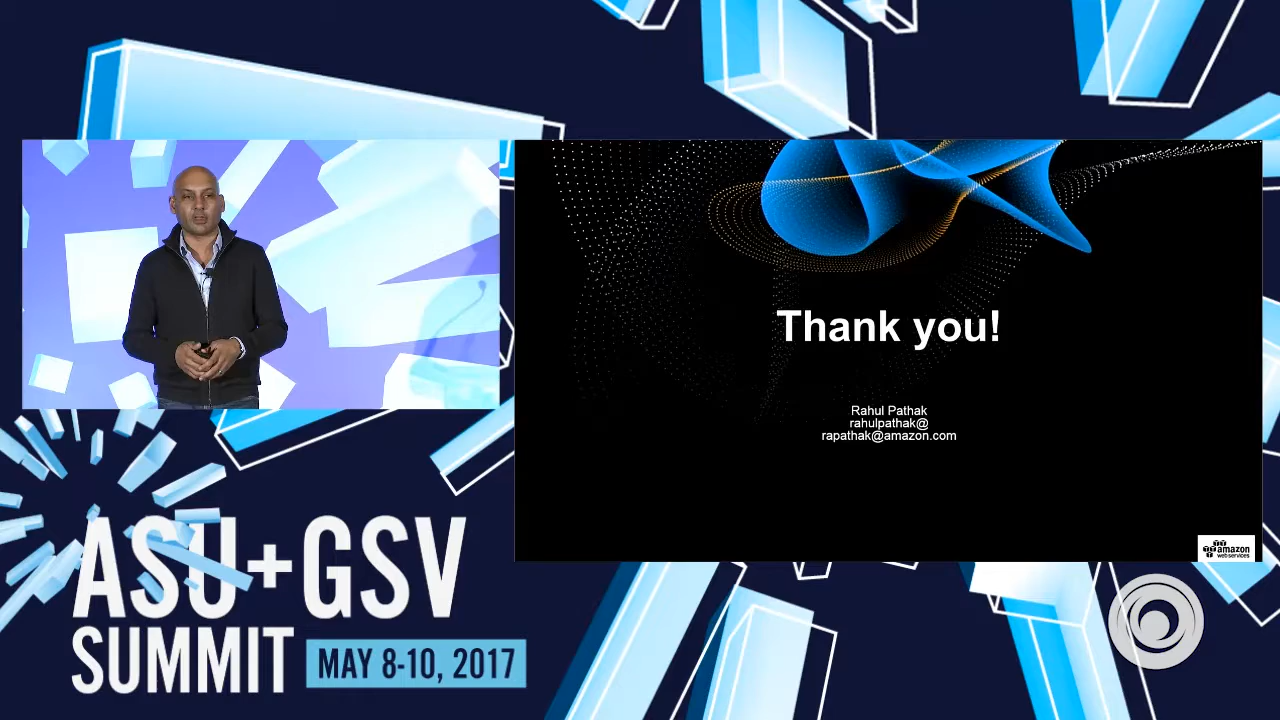 Thank you!
Rahul Pathak
rahulpathak@
rapathak@amazon.com
amazon
web services
ASU+GSV
SUMMIT
MAY 8-10, 2017